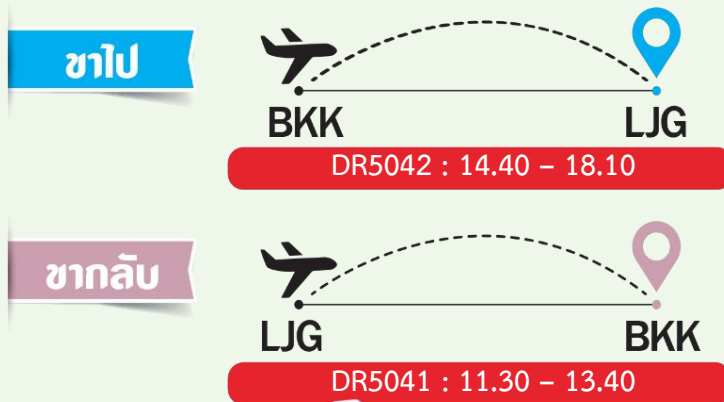 ขาไป
BKK LJG
DR5042 : 14.40 – 18.10
ขากลับ
LJG BKK
DR5041 : 11.30 – 13.40